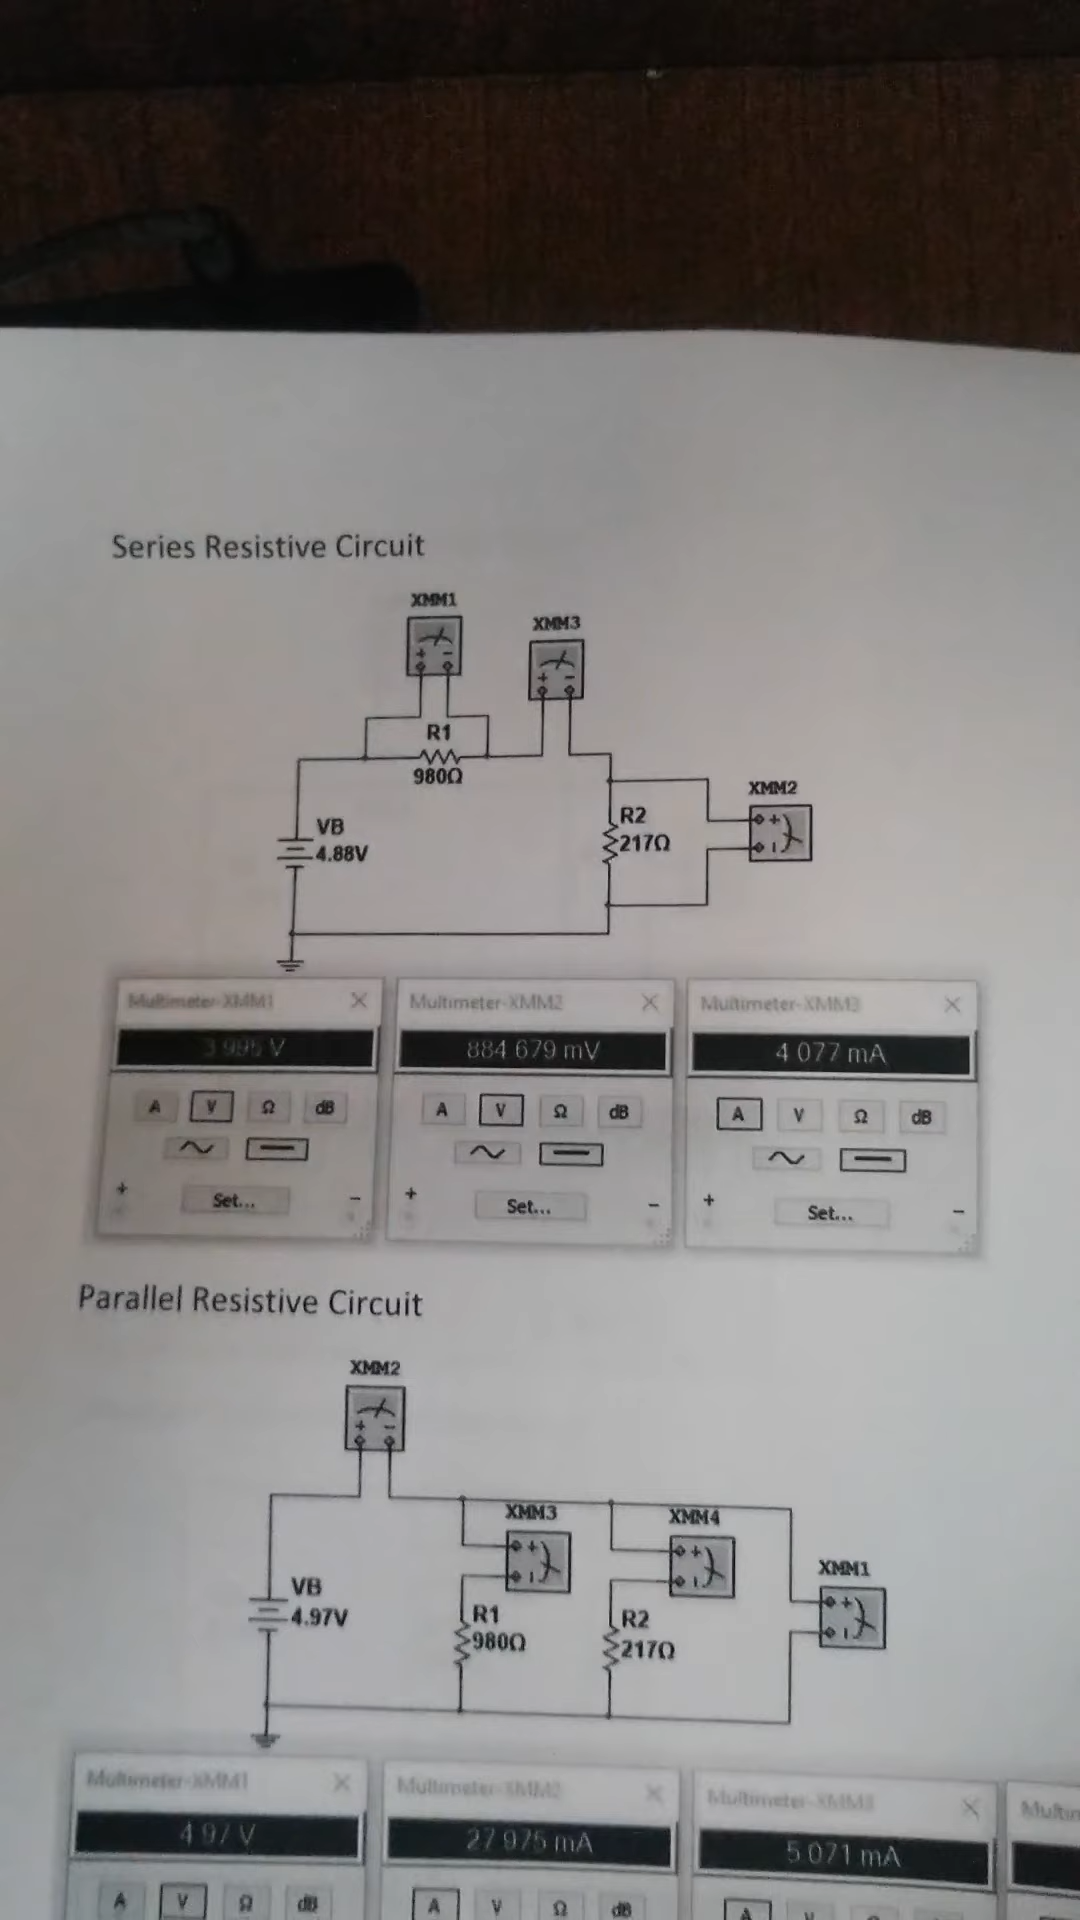 Series Resistive Circuit
XMM1
XMM3
R1
980Ω
XMM2
R2
217Ω
VB
4.88V
Multimeter-XMM1
Multimeter-XMM2
Multimeter-XMM3
3.995 V
884.679 mV
4.077 mA
A V Ω dB
A V Ω dB
A V Ω dB
+ Set... -
+ Set... -
+ Set... -
Parallel Resistive Circuit
XMM2
XMM3
XMM4
XMM1
VB
4.97V
R1
980Ω
R2
217Ω
Multimeter-XMM1
Multimeter-XMM2
Multimeter-XMM3
4.97 V
27.975 mA
5.071 mA
A V Ω dB
A V Ω dB
A V